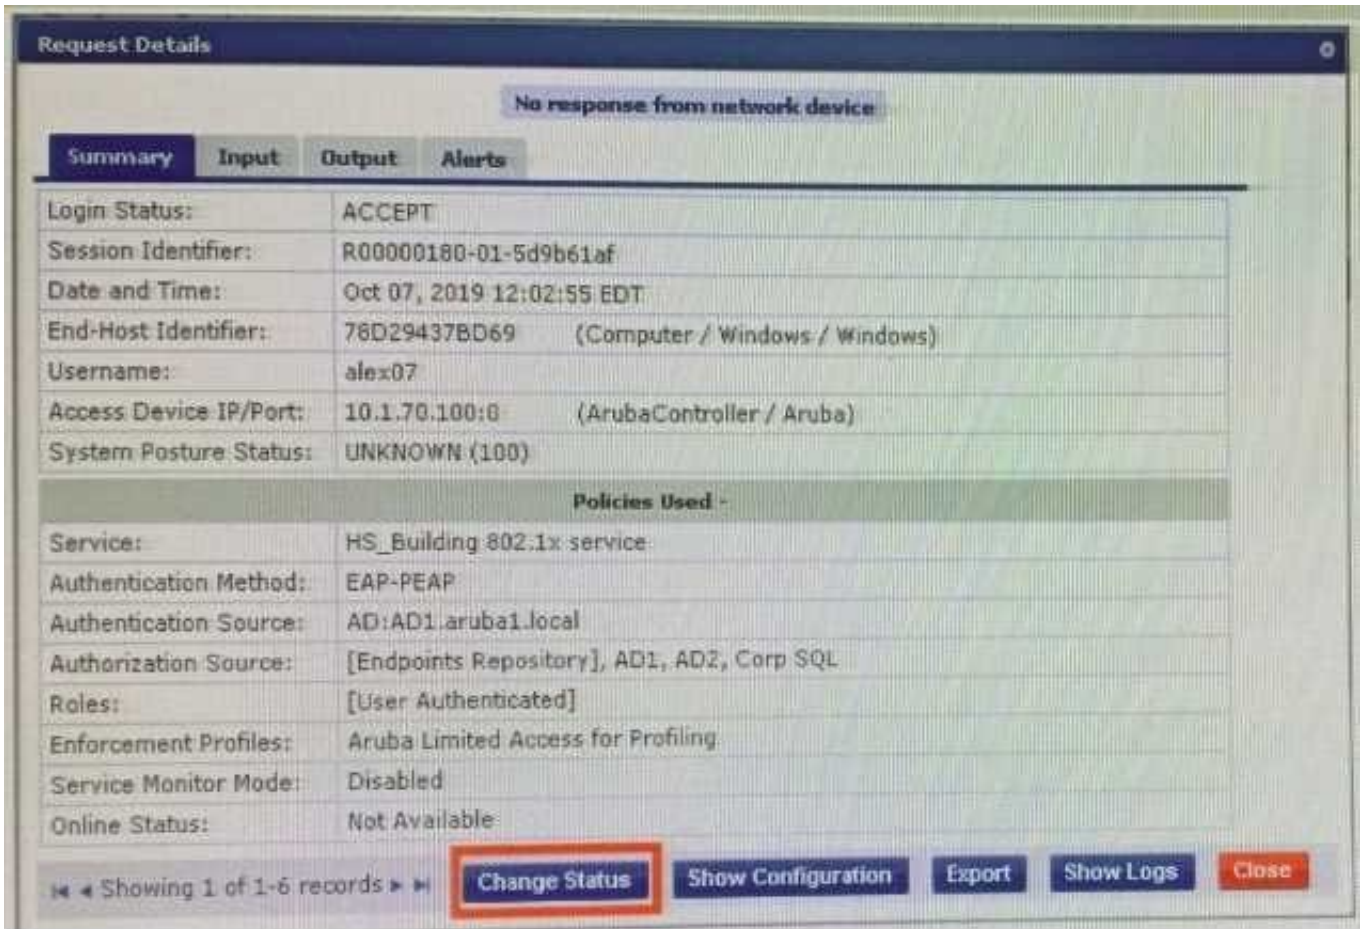 Request Details
No response from network device
Summary Input Output Alerts
Login Status: ACCEPT
Session Identifier: R00000180-01-5d9b61af
Date and Time: Oct 07, 2019 12:02:55 EDT
End-Host Identifier: 78D29437BD69 (Computer / Windows / Windows)
Username: alex07
Access Device IP/Port: 10.1.70.100:0 (ArubaController / Aruba)
System Posture Status: UNKNOWN (100)
Policies Used -
Service: HS_Building 802.1x service
Authentication Method: EAP-PEAP
Authentication Source: AD:AD1.aruba1.local
Authorization Source: [Endpoints Repository], AD1, AD2, Corp SQL
Roles: [User Authenticated]
Enforcement Profiles: Aruba Limited Access for Profiling
Service Monitor Mode: Disabled
Online Status: Not Available
Showing 1 of 1-6 records Change Status Show Configuration Export Show Logs Close